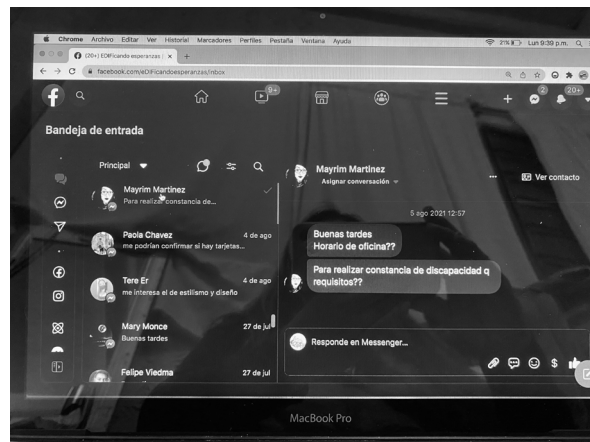 Chrome Archivo Editar Ver Historial Marcadores Perfiles Pestaña Ventana Ayuda
31% Lun 9:39 p.m.
(20+) EDIFicando esperanzas |
facebook.com/eDIFicandoesperanzas/inbox
9+
2
20+
Bandeja de entrada
Principal
Mayrim Martinez
Para realizar constancia de...
Paola Chavez
4 de ago
me podrían confirmar si hay tarjetas...
Tere Er
4 de ago
me interesa el de estilismo y diseño
Mary Monce
27 de jul
Buenas tardes
Felipe Viedma
27 de jul
Mayrim Martinez
Asignar conversación
Ver contacto
5 ago 2021 12:57
Buenas tardes
Horario de oficina??
Para realizar constancia de discapacidad q
requisitos??
Responde en Messenger...
MacBook Pro